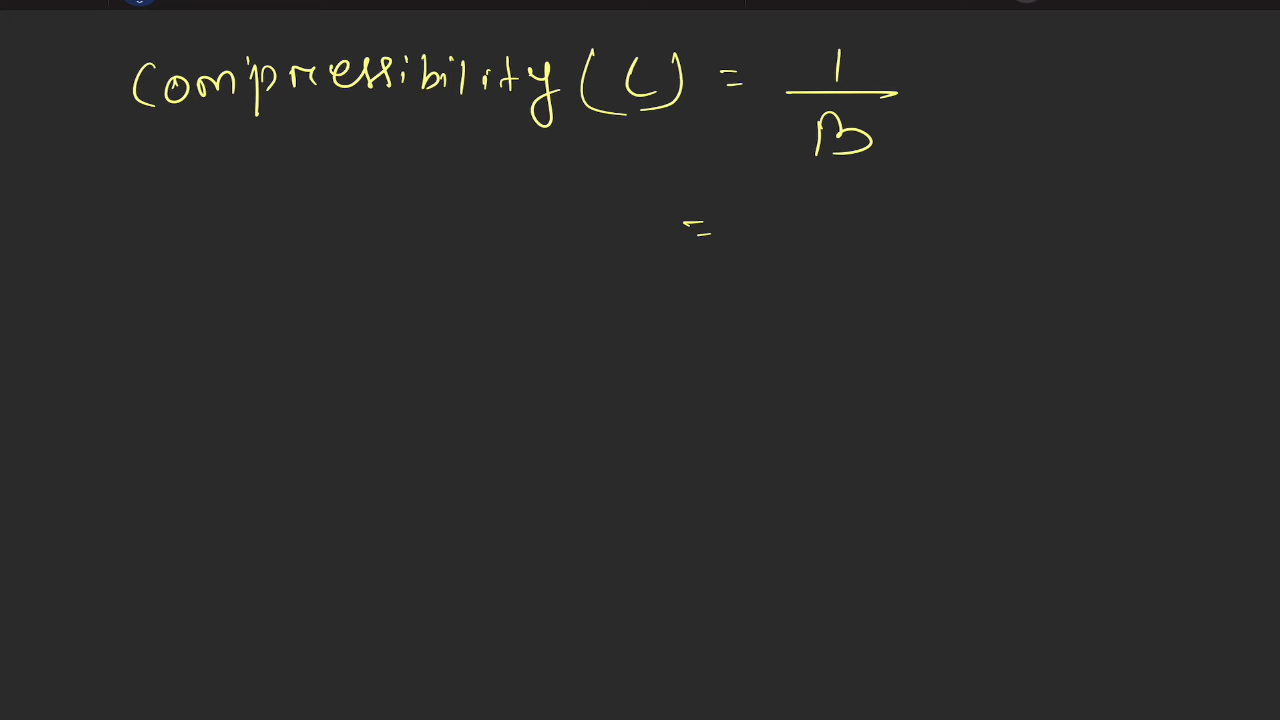 Compressibility (C) = 1/B
=